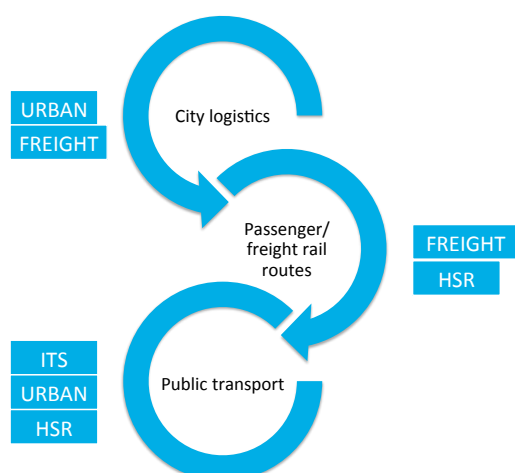 URBAN
FREIGHT
City logistics
Passenger/
freight rail
routes
FREIGHT
HSR
ITS
URBAN
HSR
Public transport